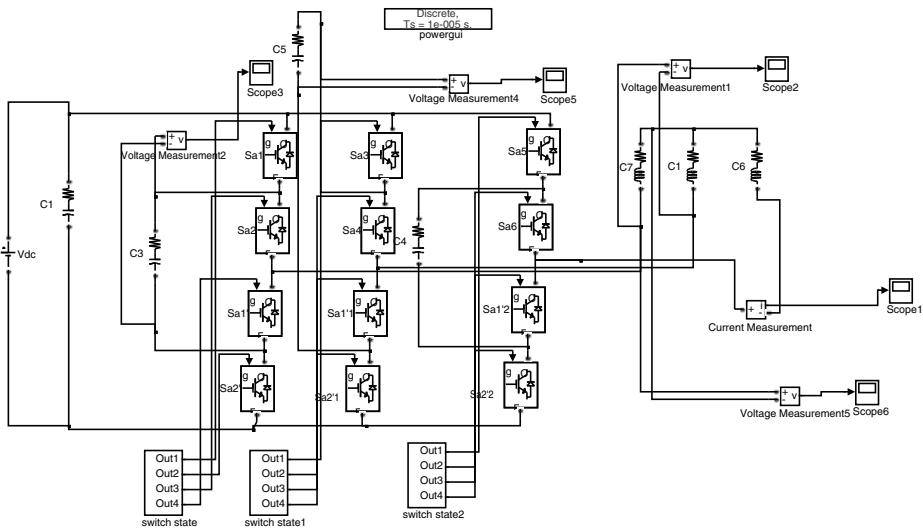 Discrete,
Ts = 1e-005 s.
powergui
C5
Scope3
+
-
v
Voltage Measurement4
Scope5
+
-
v
Voltage Measurement1
Scope2
+
-
v
Voltage Measurement2
g
Sa1
g
Sa3
g
Sa5
C7
C1
C6
C1
g
Sa2
g
Sa4
C4
g
Sa6
C3
Vdc
g
Sa1'
g
Sa1'1
g
Sa1'2
+
-
i
Current Measurement
Scope1
g
Sa2'
g
Sa2'1
g
Sa2'2
+
-
v
Voltage Measurement5
Scope6
Out1
Out2
Out3
Out4
switch state
Out1
Out2
Out3
Out4
switch state1
Out1
Out2
Out3
Out4
switch state2